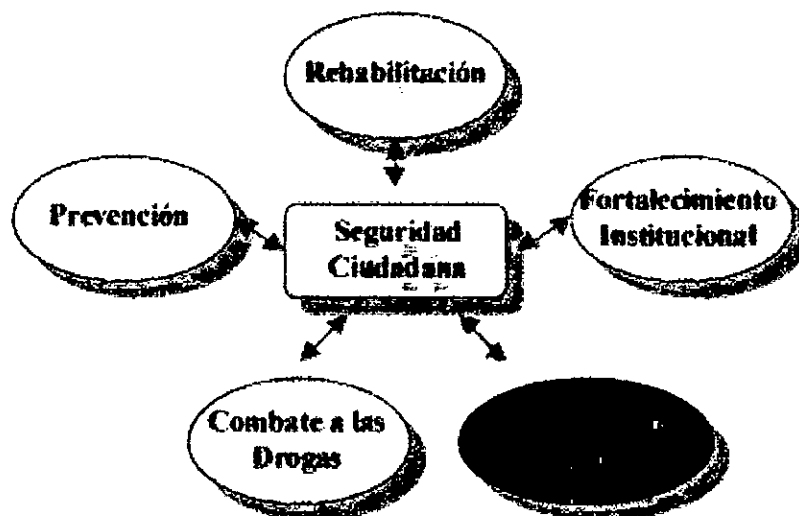 Rehabilitación
Prevención
Seguridad
Ciudadana
Fortalecimiento
Institucional
Combate a las
Drogas